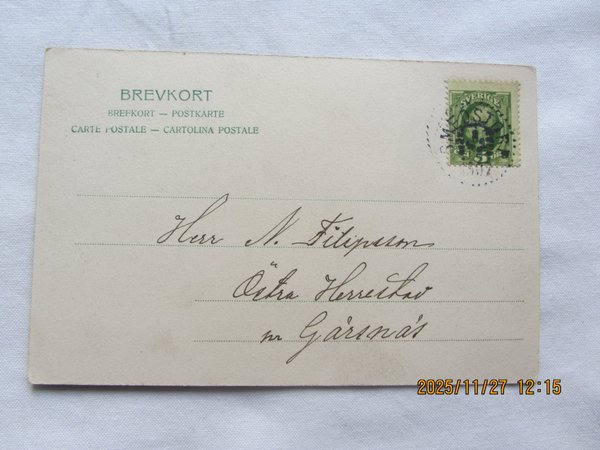 BREVKORT
BREFKORT — POSTKARTE
CARTE POSTALE — CARTOLINA POSTALE
SVERIGE
Herr N. Filipsson
Östra Herrestad
pr Gärsnäs
2025/11/27 12:15